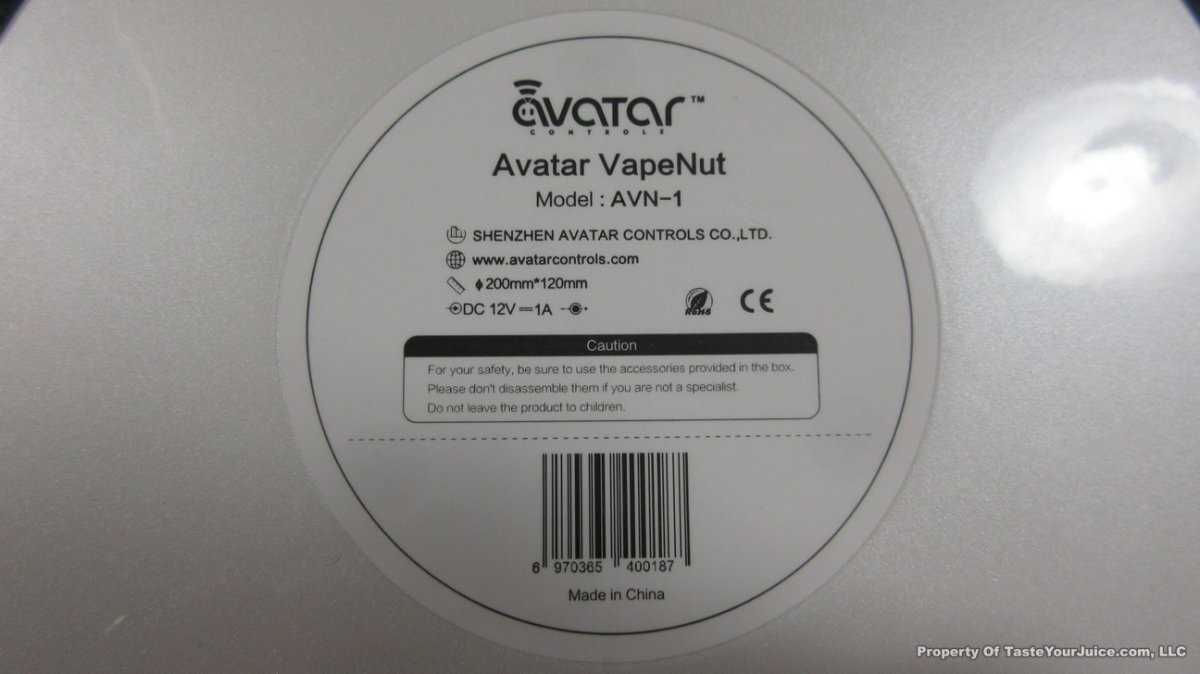 avatar™
CONTROLS
Avatar VapeNut
Model : AVN-1
SHENZHEN AVATAR CONTROLS CO.,LTD.
www.avatarcontrols.com
ϕ200mm*120mm
DC 12V⎓1A
RoHS CE
Caution
For your safety, be sure to use the accessories provided in the box.
Please don't disassemble them if you are not a specialist.
Do not leave the product to children.
6 970365 400187
Made in China
Property Of TasteYourJuice.com, LLC